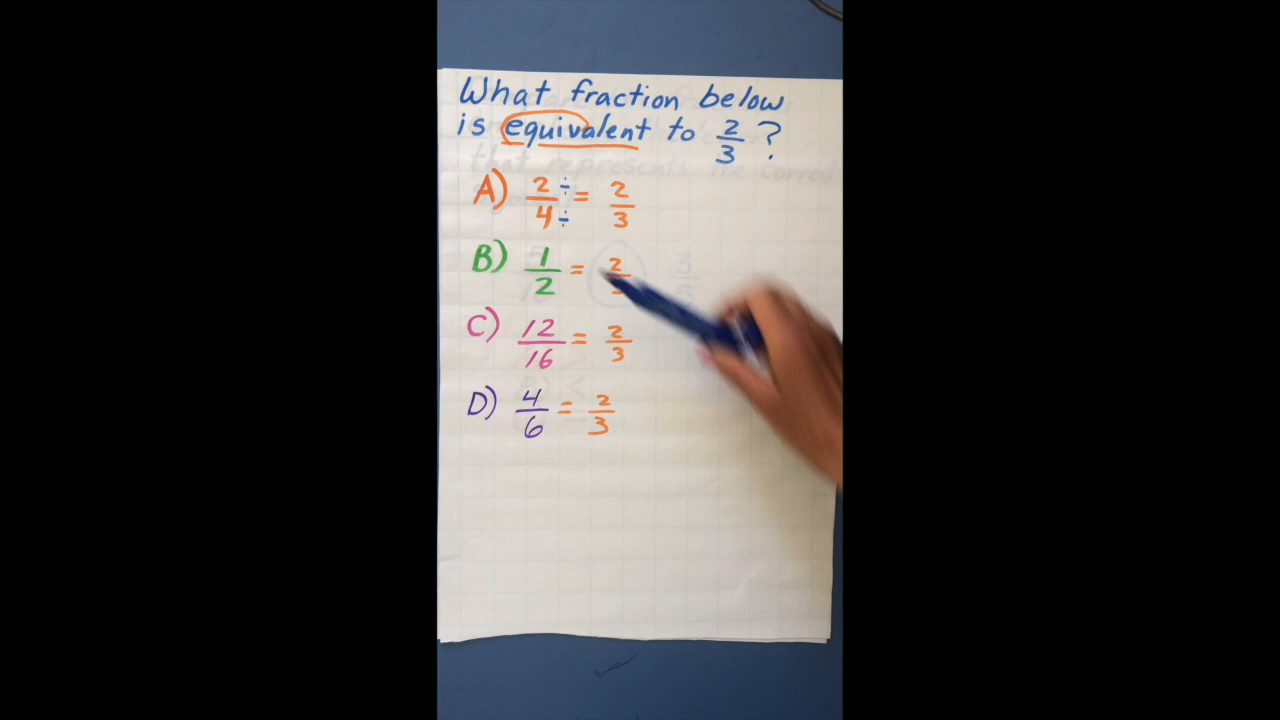 What fraction below
is equivalent to 2/3 ?
A) 2/4 ÷ ÷ = 2/3
B) 1/2 = 2/3
C) 12/16 = 2/3
D) 4/6 = 2/3